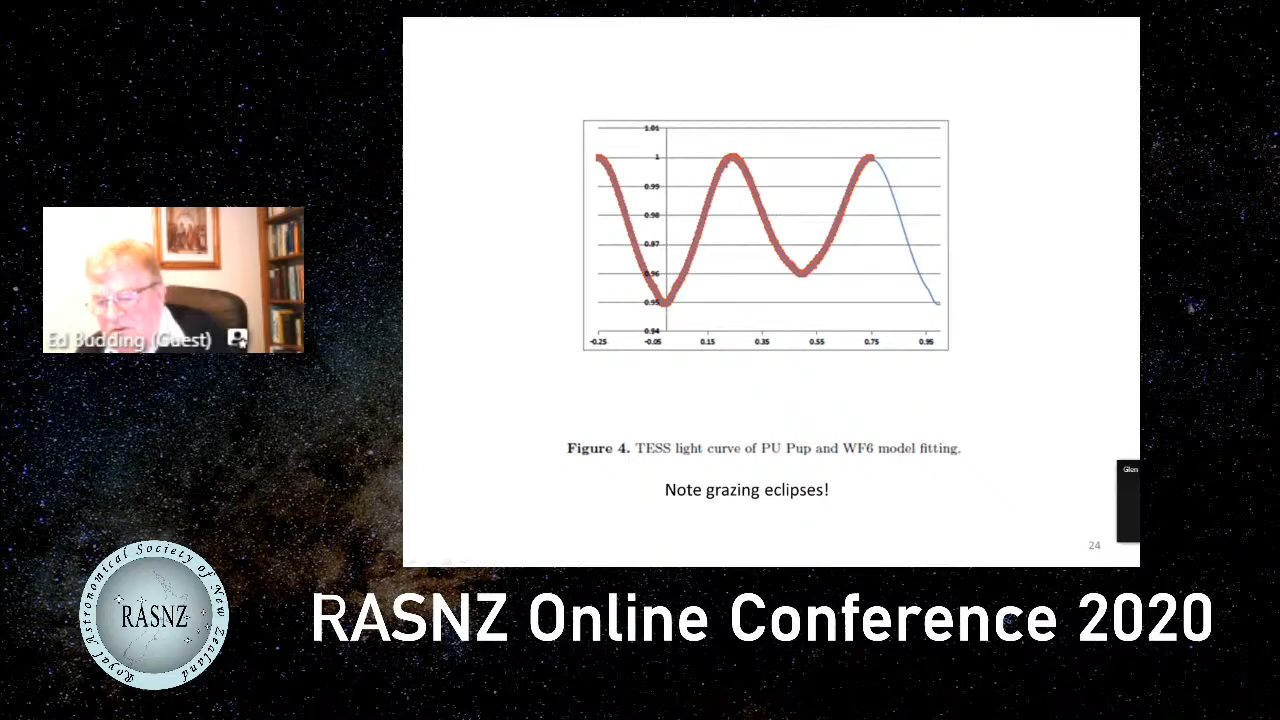 1.01
1
0.99
0.98
0.97
0.96
0.95
0.94
-0.25 -0.05 0.15 0.35 0.55 0.75 0.95
Figure 4. TESS light curve of PU Pup and WF6 model fitting.
Note grazing eclipses!
24
Glen
Ed Budding (Guest)
Royal Astronomical Society of New Zealand
RASNZ
RASNZ Online Conference 2020